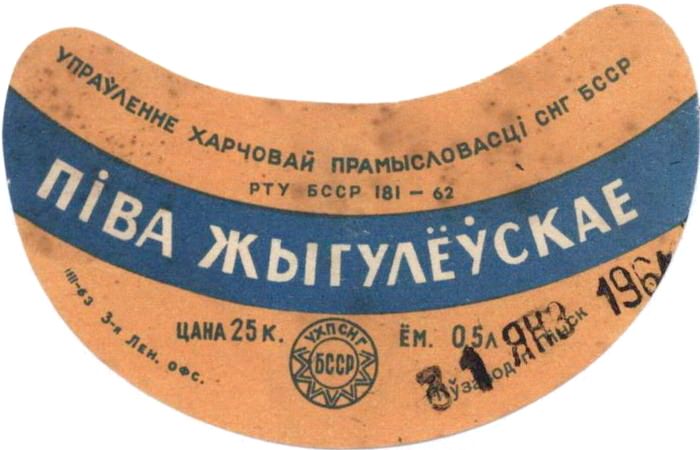 УПРАЎЛЕННЕ ХАРЧОВАЙ ПРАМЫСЛОВАСЦІ СНГ БССР
РТУ БССР 181 – 62
ПІВА ЖЫГУЛЁЎСКАЕ
ЦАНА 25 К.
УХПСНГ
БССР
ЁМ. 0,5Л
31 ЯНВ 1964
3-я ЛЕН. ОФС.